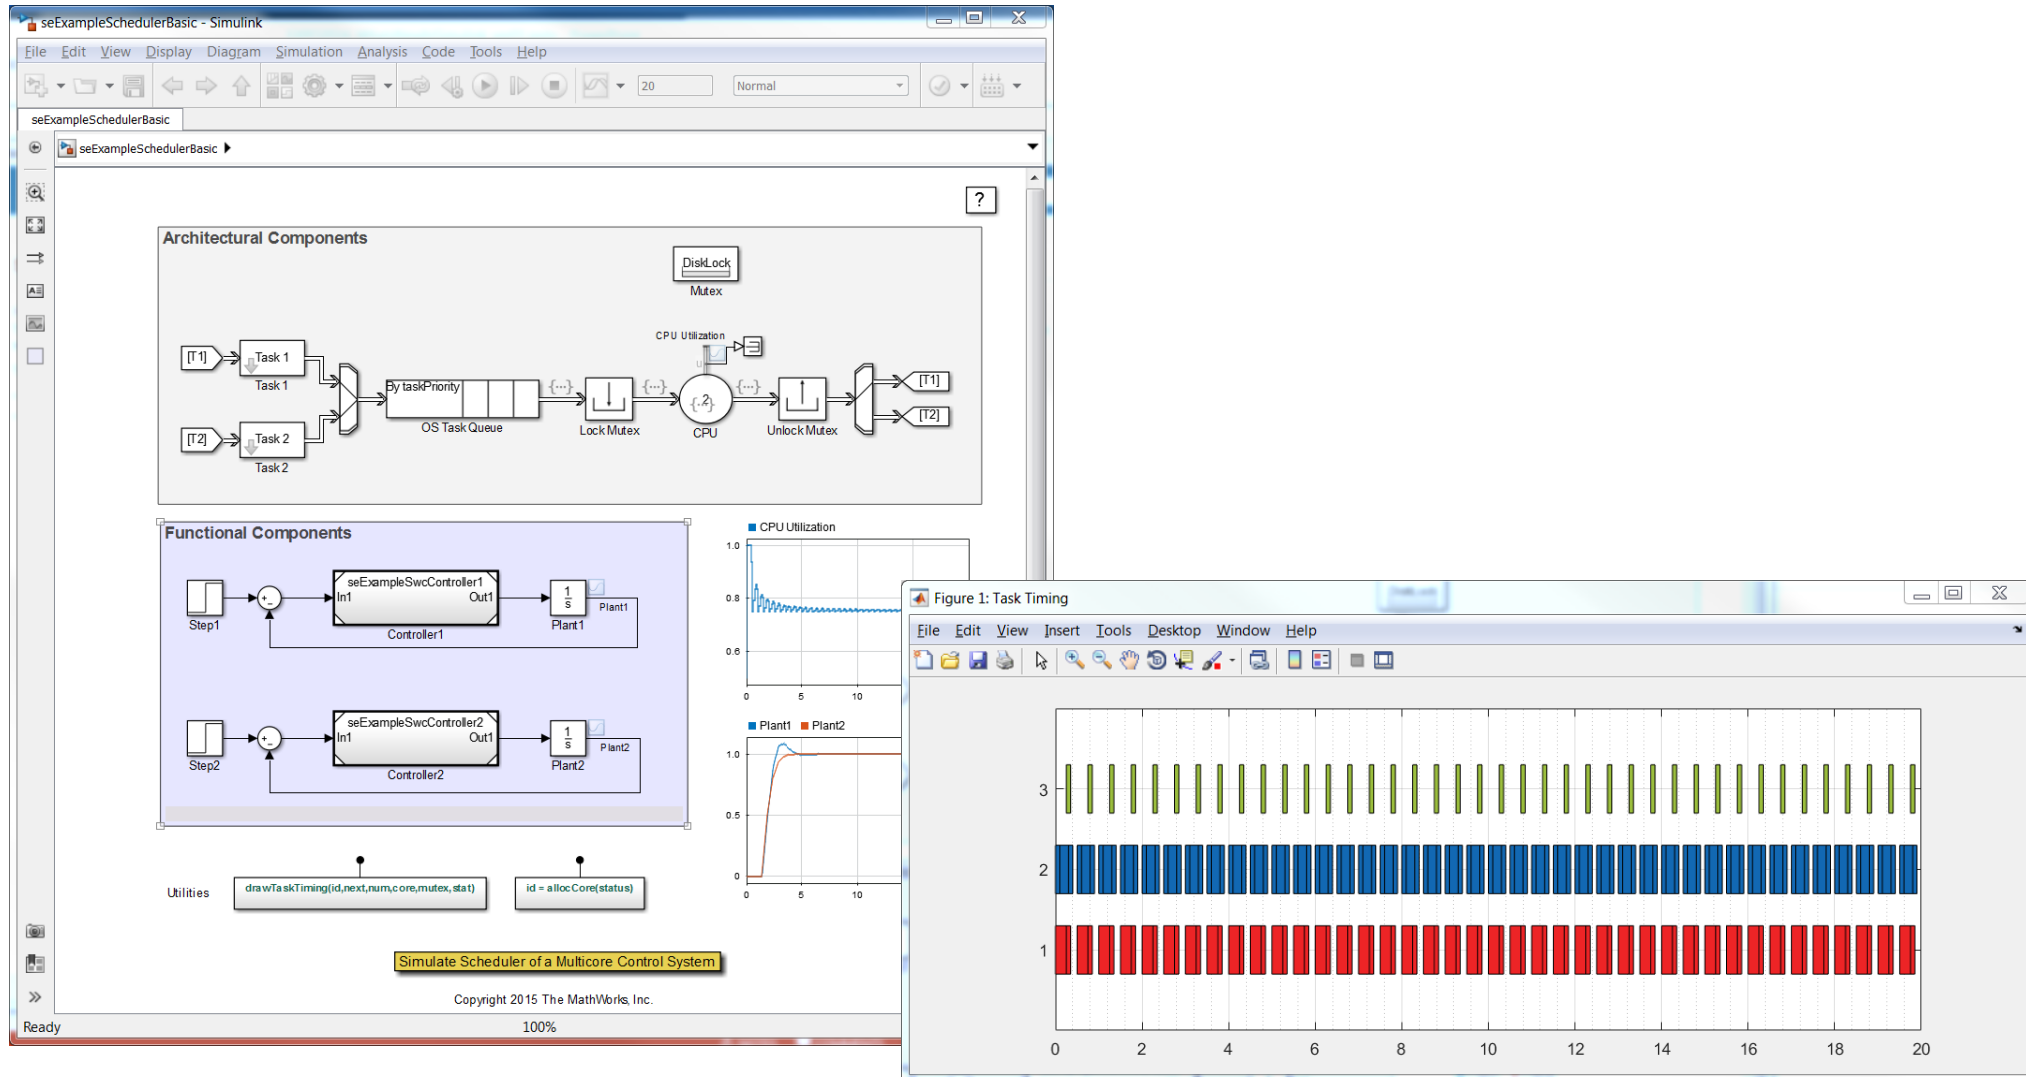 seExampleSchedulerBasic - Simulink
File Edit View Display Diagram Simulation Analysis Code Tools Help
20 Normal
seExampleSchedulerBasic
seExampleSchedulerBasic
?
Architectural Components
DiskLock
Mutex
CPU Utilization
u
[T1] Task 1
Task 1
[T2] Task 2
Task 2
By taskPriority
OS Task Queue
{...}
Lock Mutex
{...}
{.2.}
CPU
{...}
Unlock Mutex
[T1]
[T2]
Functional Components
Step1
+
-
seExampleSwcController1
In1 Out1
Controller1
1
s
Plant1
Plant1
Step2
+
-
seExampleSwcController2
In1 Out1
Controller2
1
s
Plant2
Plant2
CPU Utilization
1.0
0.8
0.6
0 5 10
Plant1 Plant2
1.0
0.5
0
0 5 10
Utilities
drawTaskTiming(id,next,num,core,mutex,stat)
id = allocCore(status)
Simulate Scheduler of a Multicore Control System
Copyright 2015 The MathWorks, Inc.
Ready 100%
Figure 1: Task Timing
File Edit View Insert Tools Desktop Window Help
3
2
1
0 2 4 6 8 10 12 14 16 18 20